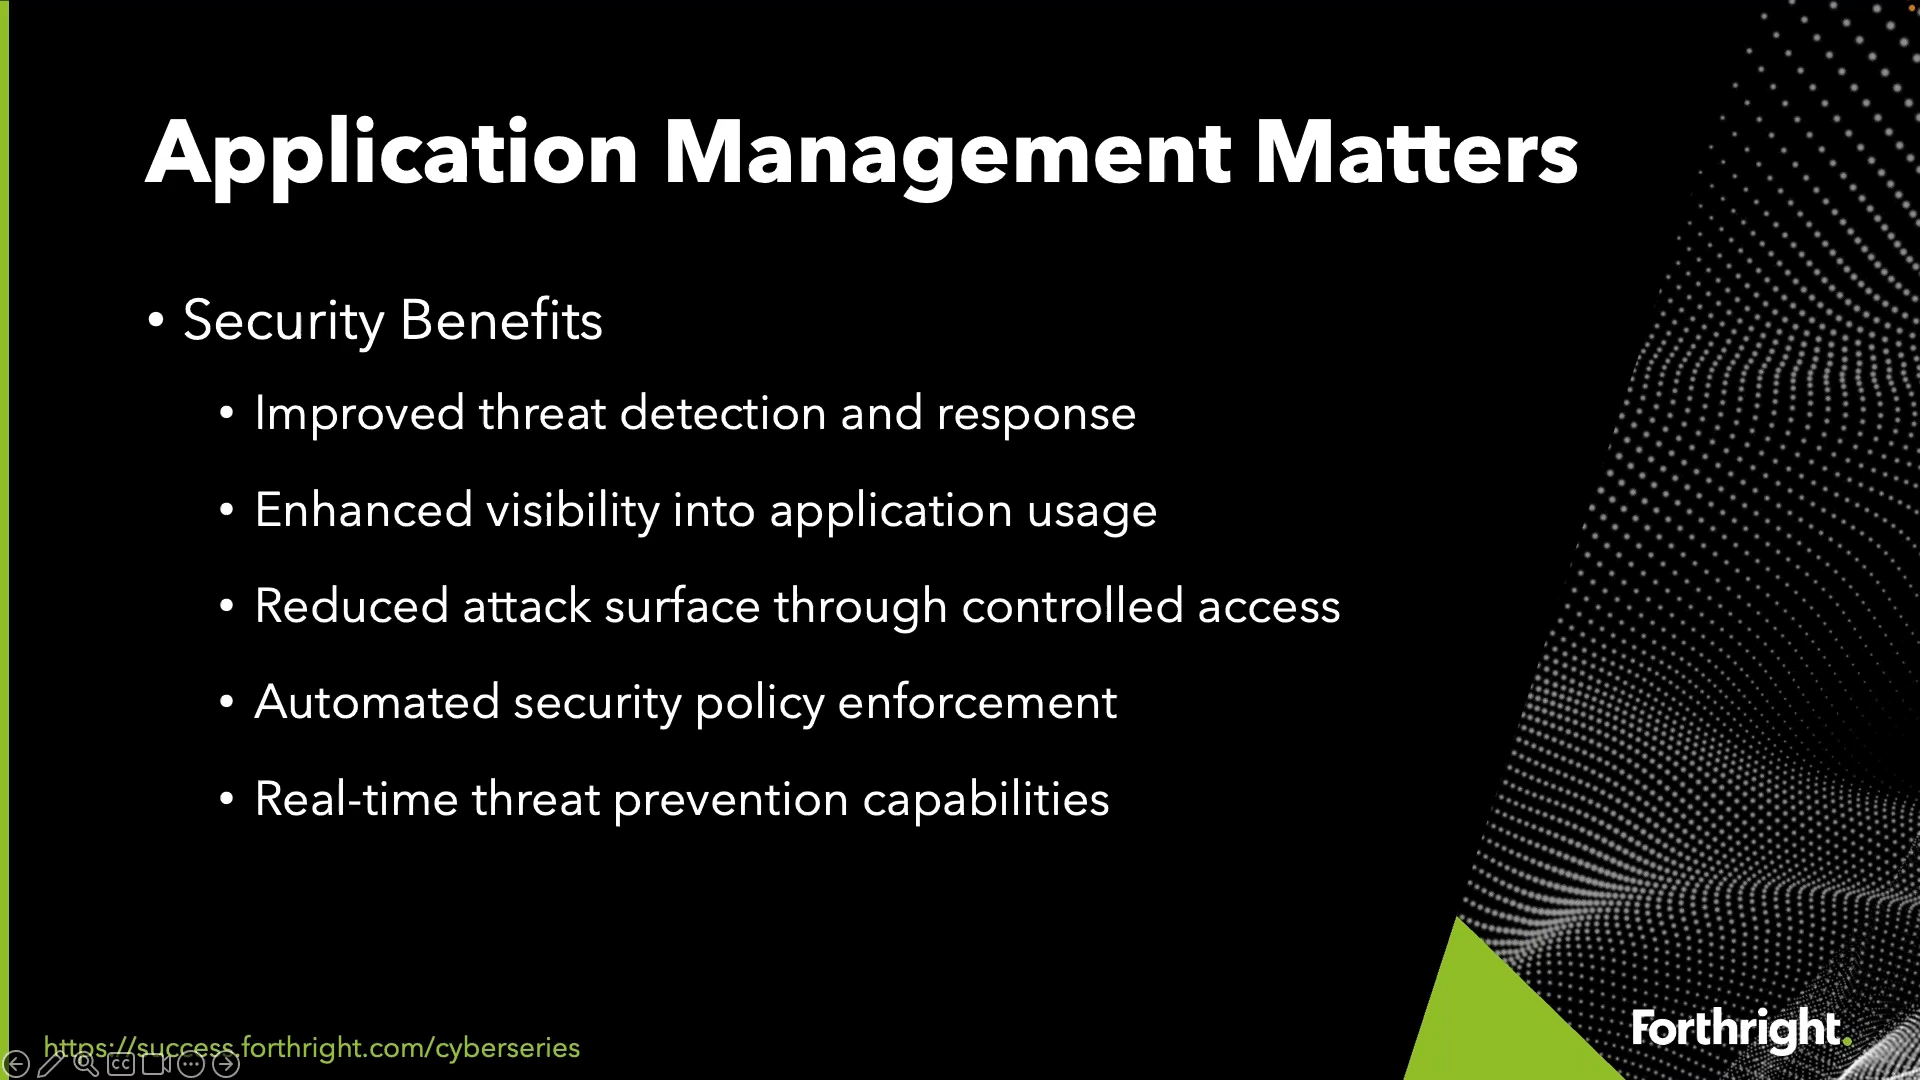 Application Management Matters
• Security Benefits
• Improved threat detection and response
• Enhanced visibility into application usage
• Reduced attack surface through controlled access
• Automated security policy enforcement
• Real-time threat prevention capabilities
https://success.forthright.com/cyberseries
CC
Forthright.